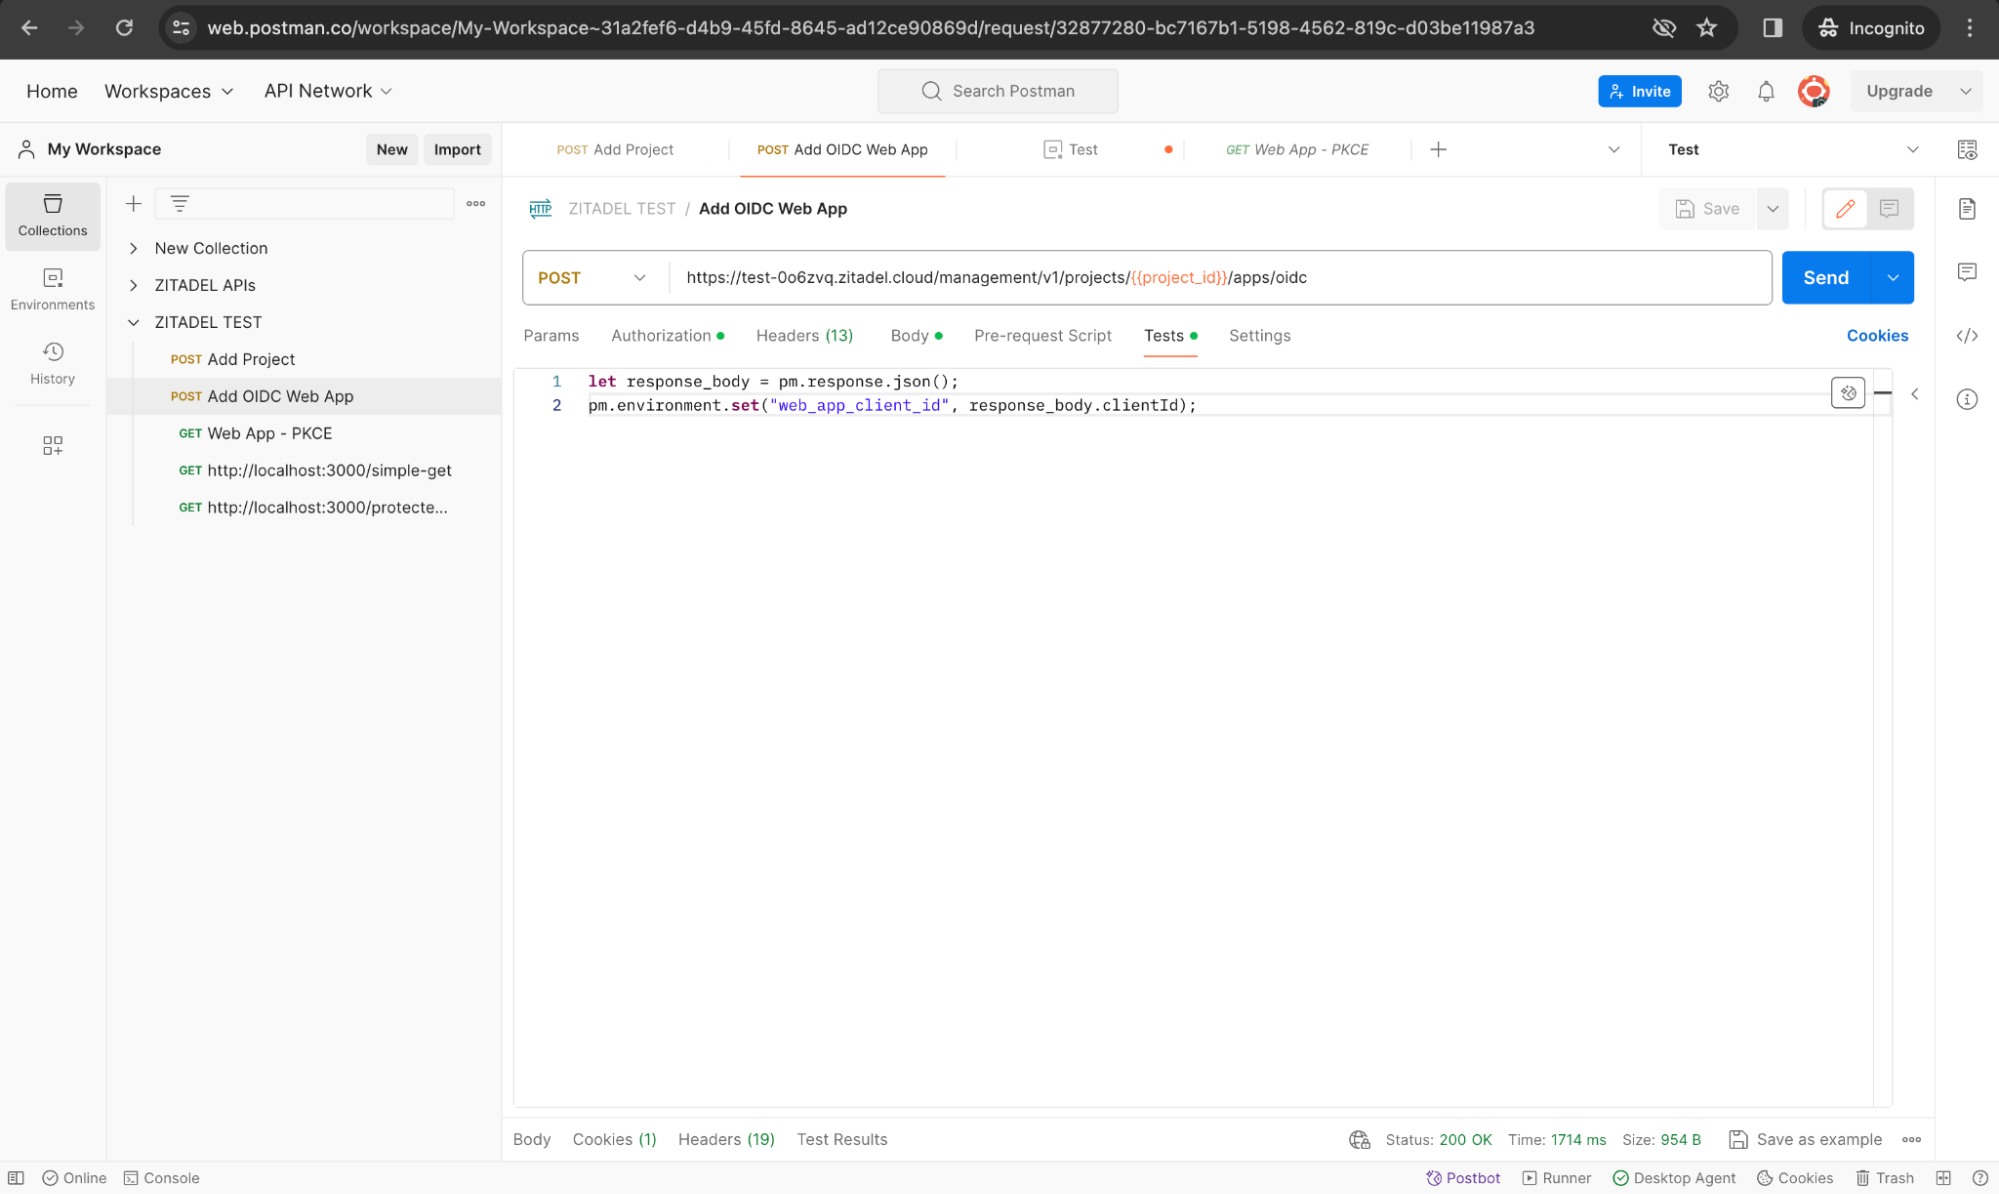 web.postman.co/workspace/My-Workspace~31a2fef6-d4b9-45fd-8645-ad12ce90869d/request/32877280-bc7167b1-5198-4562-819c-d03be11987a3
Incognito
Home Workspaces API Network
Search Postman
Invite
Upgrade
My Workspace
New Import
POST Add Project
POST Add OIDC Web App
Test
GET Web App - PKCE
Test
Collections
Environments
History
New Collection
ZITADEL APIs
ZITADEL TEST
POST Add Project
POST Add OIDC Web App
GET Web App - PKCE
GET http://localhost:3000/simple-get
GET http://localhost:3000/protecte...
HTTP ZITADEL TEST / Add OIDC Web App
Save
POST https://test-0o6zvq.zitadel.cloud/management/v1/projects/{{project_id}}/apps/oidc
Send
Params Authorization Headers (13) Body Pre-request Script Tests Settings Cookies
1 let response_body = pm.response.json();
2 pm.environment.set("web_app_client_id", response_body.clientId);
Body Cookies (1) Headers (19) Test Results
Status: 200 OK Time: 1714 ms Size: 954 B Save as example
Online Console
Postbot Runner Desktop Agent Cookies Trash